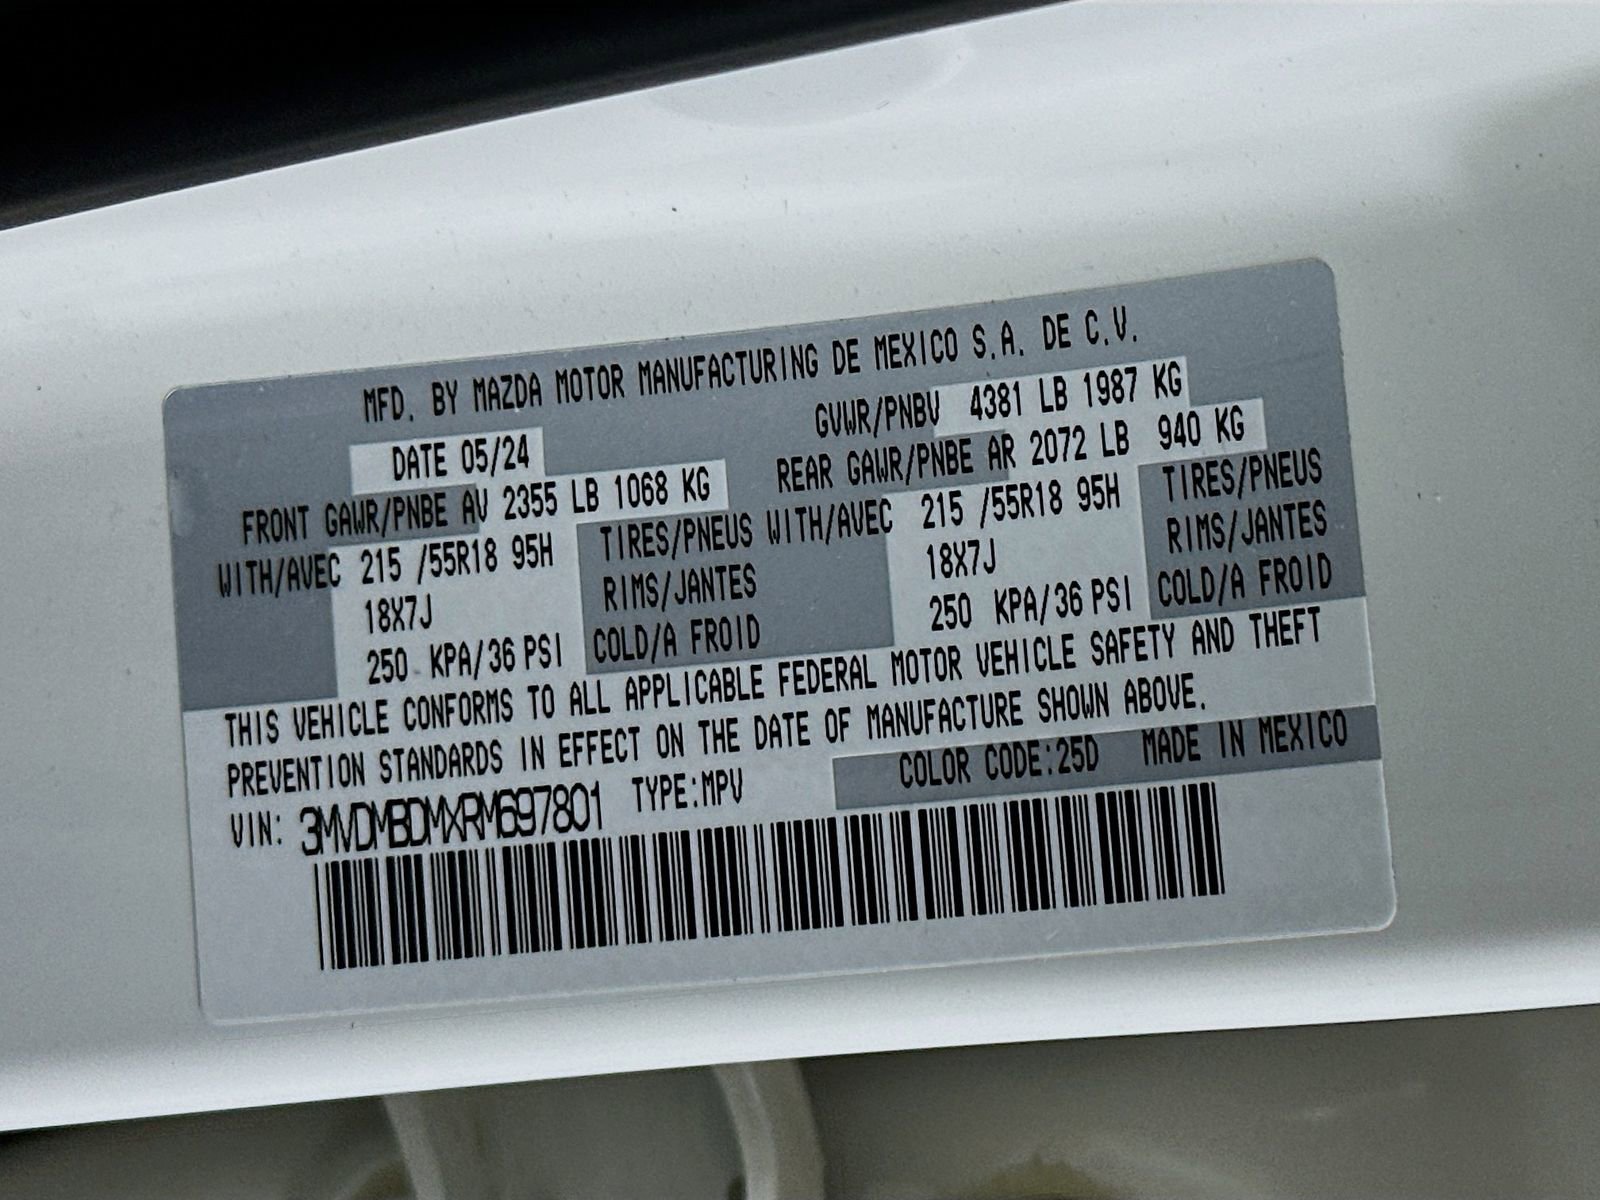 MFD. BY MAZDA MOTOR MANUFACTURING DE MEXICO S.A. DE C.V.
DATE 05/24 GVWR/PNBV 4381 LB 1987 KG
FRONT GAWR/PNBE AV 2355 LB 1068 KG REAR GAWR/PNBE AR 2072 LB 940 KG
WITH/AVEC 215 /55R18 95H TIRES/PNEUS WITH/AVEC 215 /55R18 95H TIRES/PNEUS
18X7J RIMS/JANTES 18X7J RIMS/JANTES
250 KPA/36 PSI COLD/A FROID 250 KPA/36 PSI COLD/A FROID
THIS VEHICLE CONFORMS TO ALL APPLICABLE FEDERAL MOTOR VEHICLE SAFETY AND THEFT
PREVENTION STANDARDS IN EFFECT ON THE DATE OF MANUFACTURE SHOWN ABOVE.
VIN: 3MVDMBDMXRM697801 TYPE:MPV COLOR CODE:25D MADE IN MEXICO